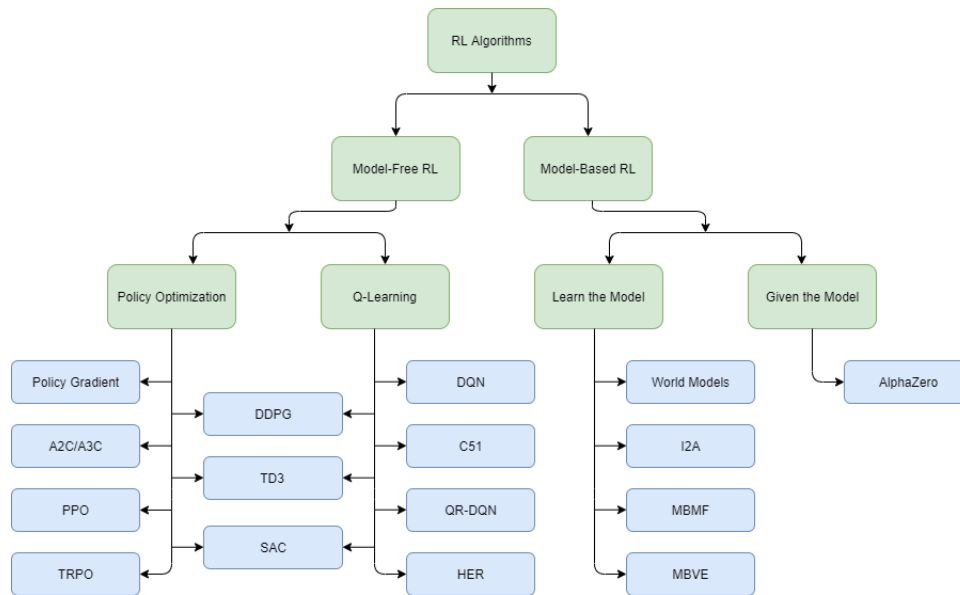 RL Algorithms
Model-Free RL
Model-Based RL
Policy Optimization
Q-Learning
Learn the Model
Given the Model
Policy Gradient
DQN
World Models
AlphaZero
DDPG
A2C/A3C
C51
I2A
TD3
PPO
QR-DQN
MBMF
SAC
TRPO
HER
MBVE